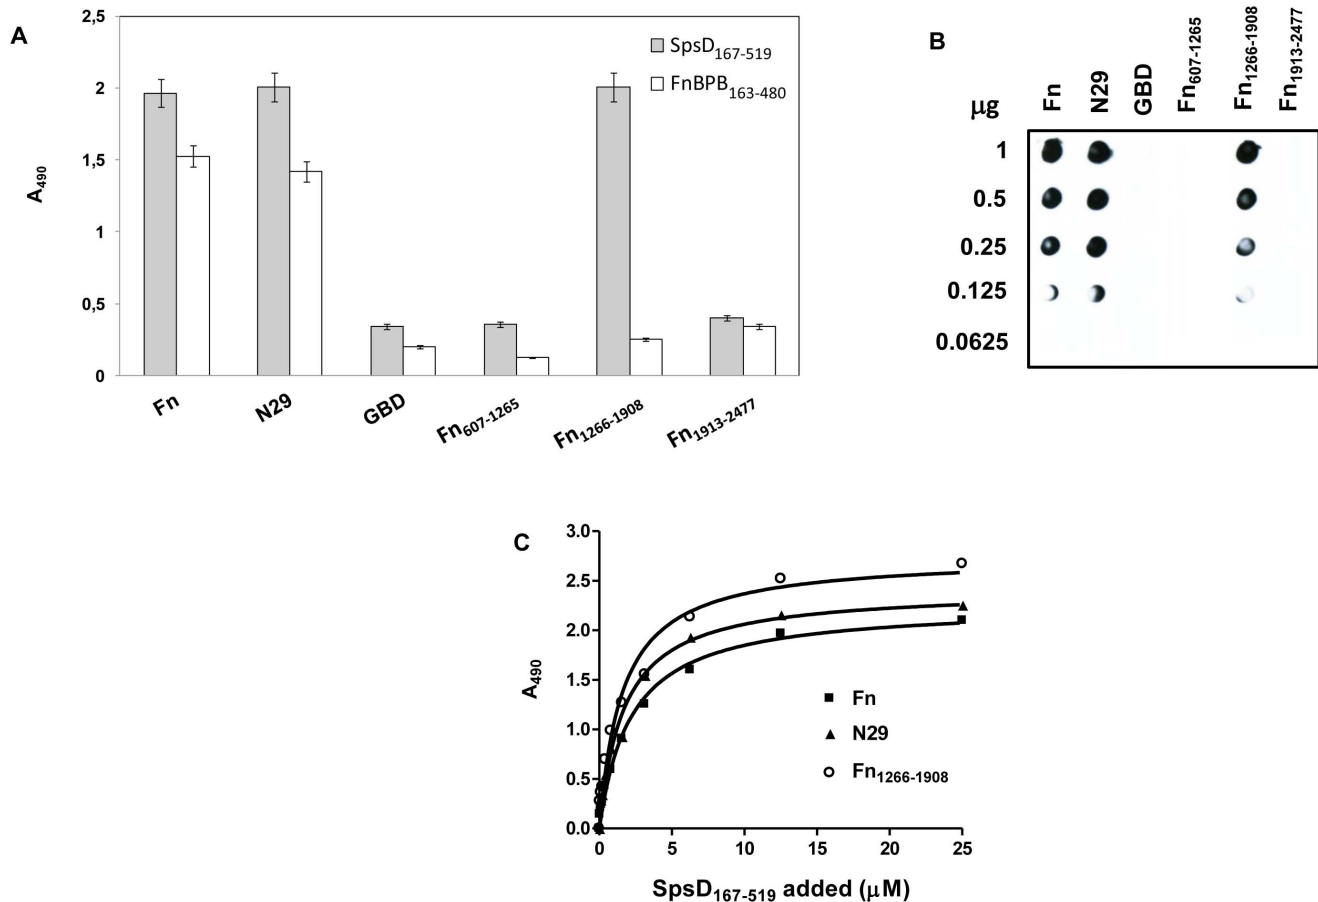 A
2,5
2
1,5
1
0,5
0
A490
SpsD167-519
FnBPB163-480
Fn
N29
GBD
Fn607-1265
Fn1266-1908
Fn1913-2477
B
µg
Fn
N29
GBD
Fn607-1265
Fn1266-1908
Fn1913-2477
1
0.5
0.25
0.125
0.0625
C
3.0
2.5
2.0
1.5
1.0
0.5
0.0
A490
Fn
N29
Fn1266-1908
0 5 10 15 20 25
SpsD167-519 added (µM)